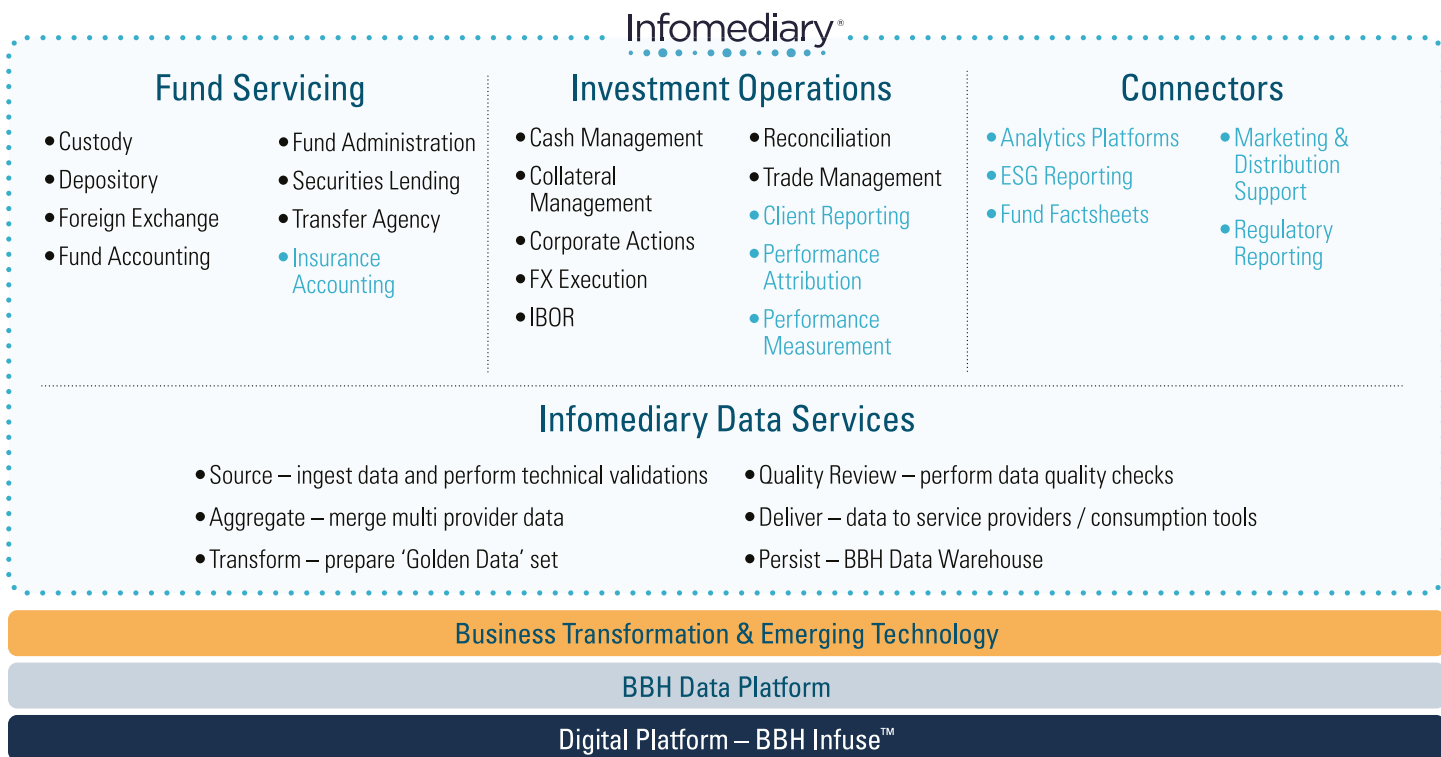 Infomediary®
Fund Servicing
• Custody
• Depository
• Foreign Exchange
• Fund Accounting
• Fund Administration
• Securities Lending
• Transfer Agency
• Insurance
Accounting
Investment Operations
• Cash Management
• Collateral
Management
• Corporate Actions
• FX Execution
• IBOR
• Reconciliation
• Trade Management
• Client Reporting
• Performance
Attribution
• Performance
Measurement
Connectors
• Analytics Platforms
• ESG Reporting
• Fund Factsheets
• Marketing &
Distribution
Support
• Regulatory
Reporting
Infomediary Data Services
• Source – ingest data and perform technical validations
• Aggregate – merge multi provider data
• Transform – prepare ‘Golden Data’ set
• Quality Review – perform data quality checks
• Deliver – data to service providers / consumption tools
• Persist – BBH Data Warehouse
Business Transformation & Emerging Technology
BBH Data Platform
Digital Platform – BBH Infuse™